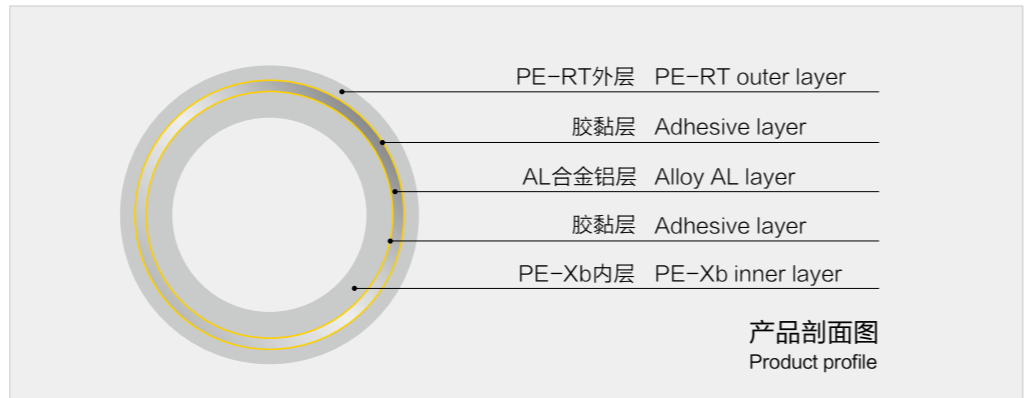 PE-RT外层 PE-RT outer layer
胶黏层 Adhesive layer
AL合金铝层 Alloy AL layer
胶黏层 Adhesive layer
PE-Xb内层 PE-Xb inner layer
产品剖面图
Product profile